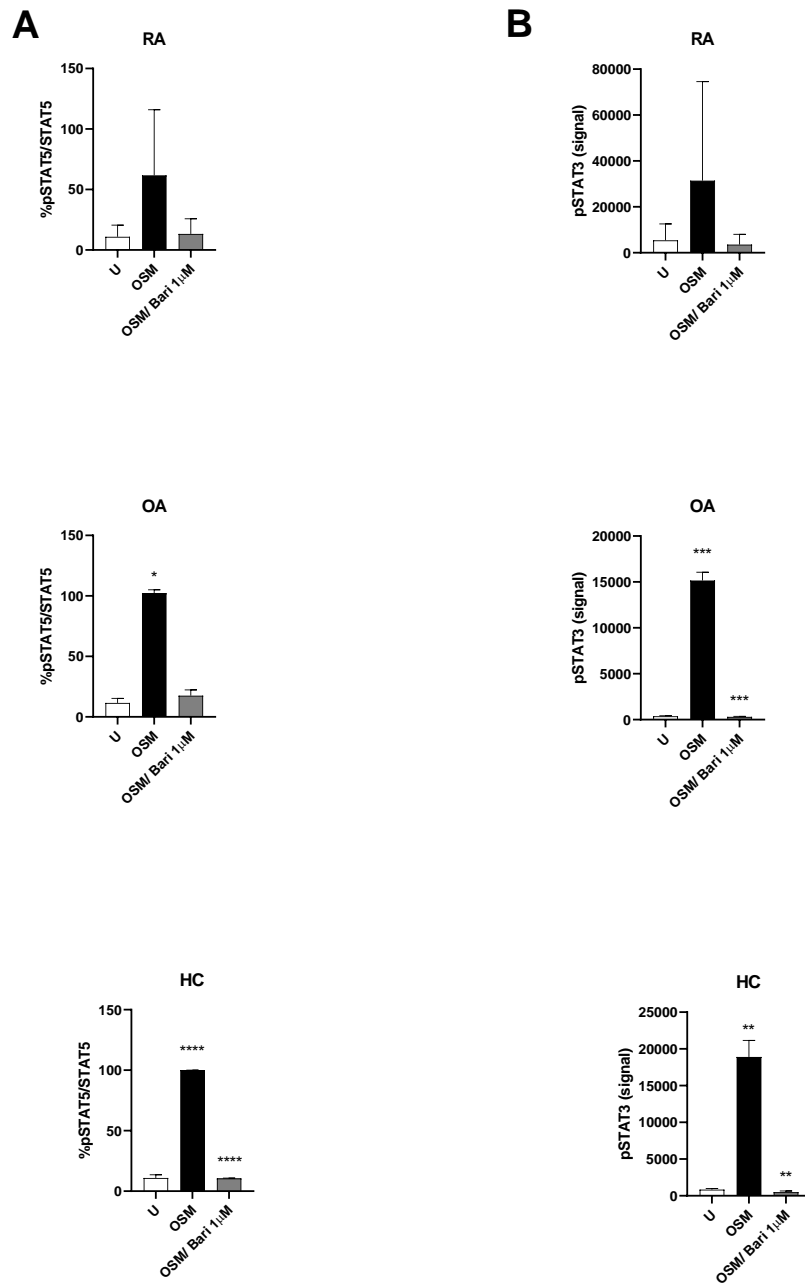 A
RA
%pSTAT5/STAT5
150
100
50
0
U
OSM
OSM/ Bari 1μM
B
RA
pSTAT3 (signal)
80000
60000
40000
20000
0
U
OSM
OSM/ Bari 1μM
OA
%pSTAT5/STAT5
150
100
50
0
*
U
OSM
OSM/ Bari 1μM
OA
pSTAT3 (signal)
20000
15000
10000
5000
0
***
***
U
OSM
OSM/ Bari 1μM
HC
%pSTAT5/STAT5
150
100
50
0
****
****
U
OSM
OSM/ Bari 1μM
HC
pSTAT3 (signal)
25000
20000
15000
10000
5000
0
**
**
U
OSM
OSM/ Bari 1μM